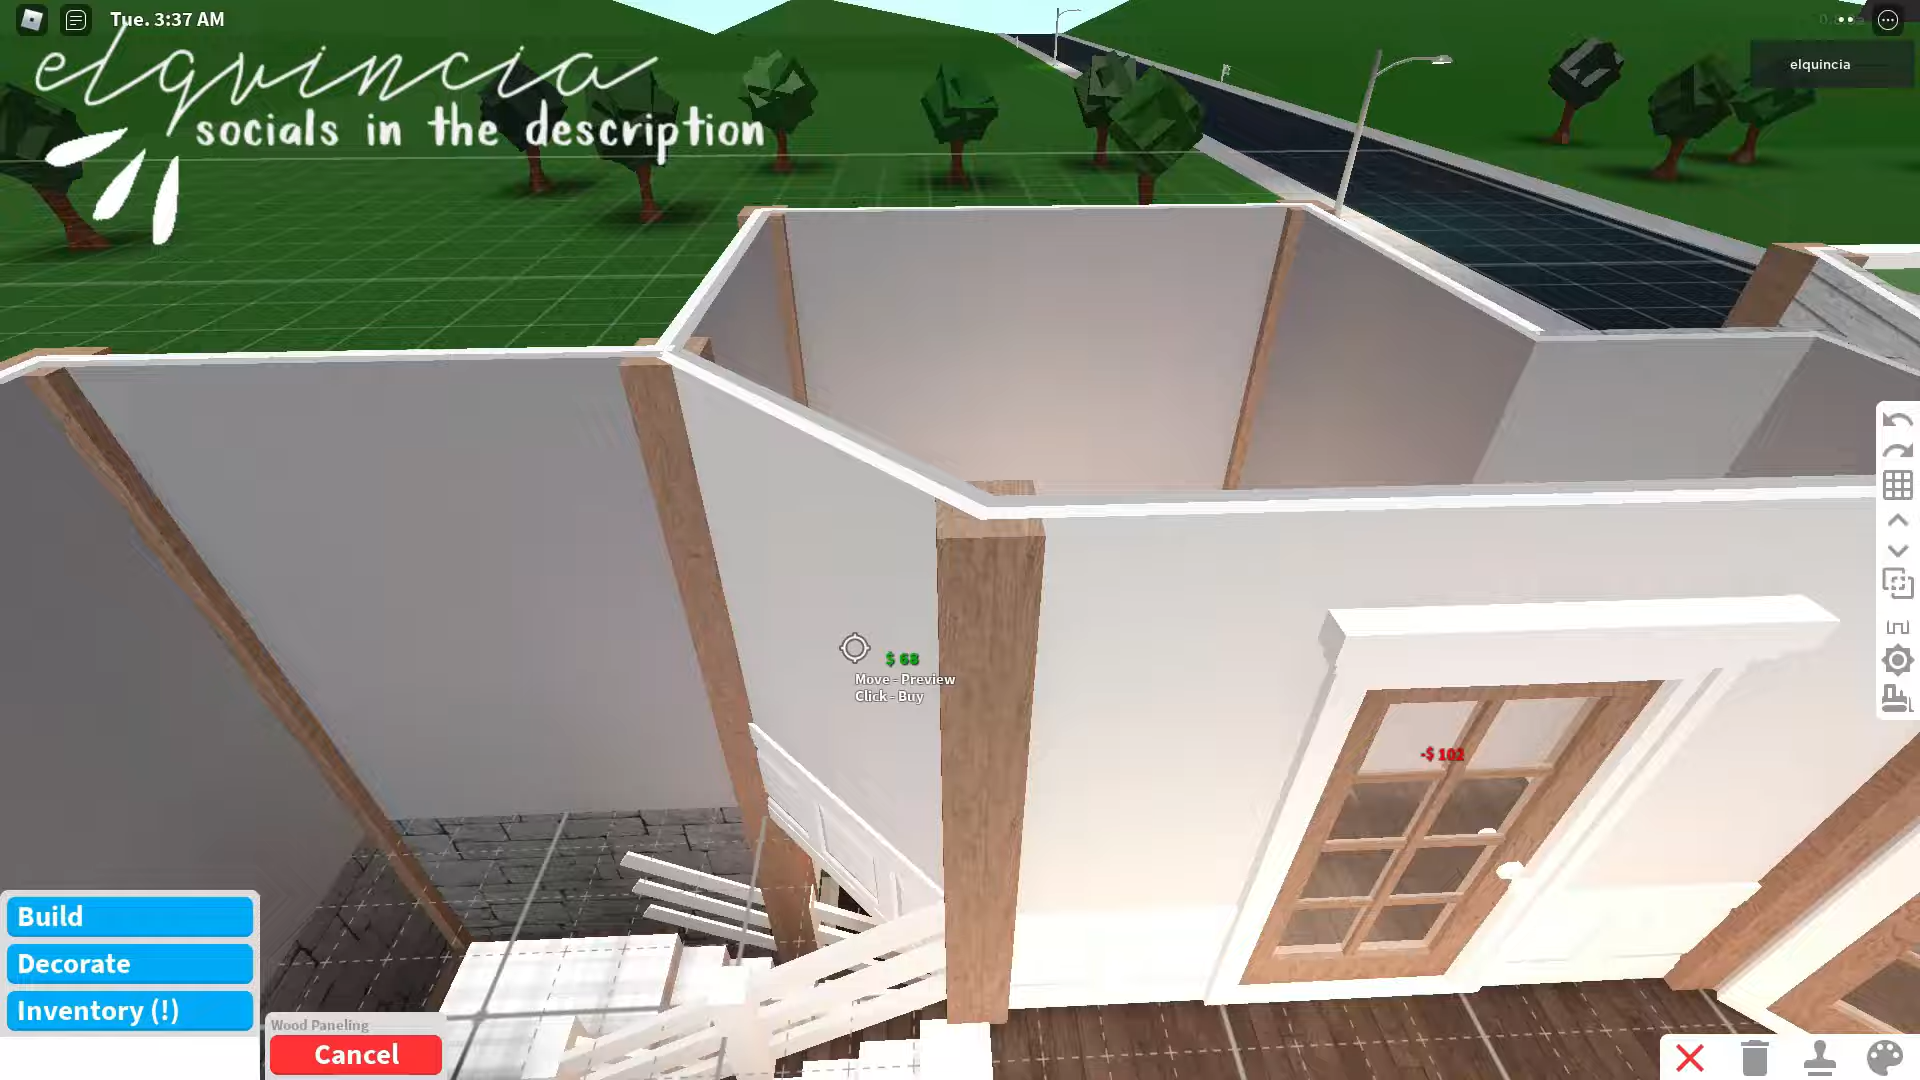 Tue. 3:37 AM
elquincia
elquincia
socials in the description
$ 68
Move - Preview
Click - Buy
-$ 102
Build
Decorate
Inventory (!)
Wood Paneling
Cancel